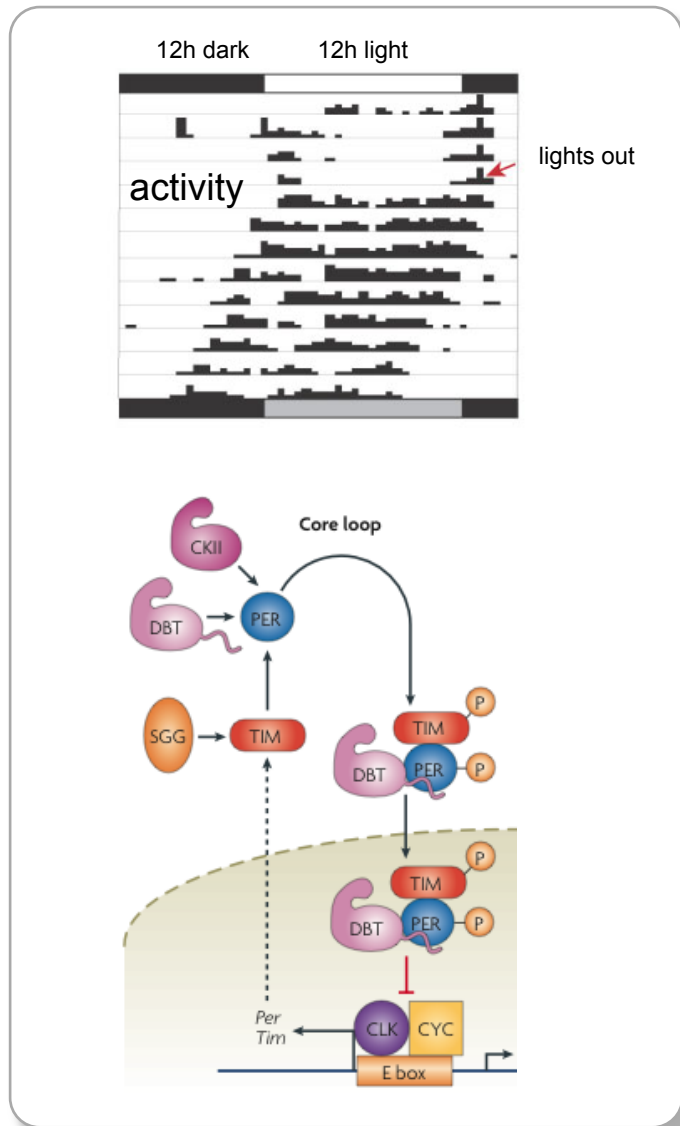 12h dark 12h light
lights out
activity
Core loop
CKII
PER
DBT
P
SGG
TIM
TIM
DBT
PER
P
P
TIM
DBT
PER
P
Per
Tim
CLK
CYC
E box